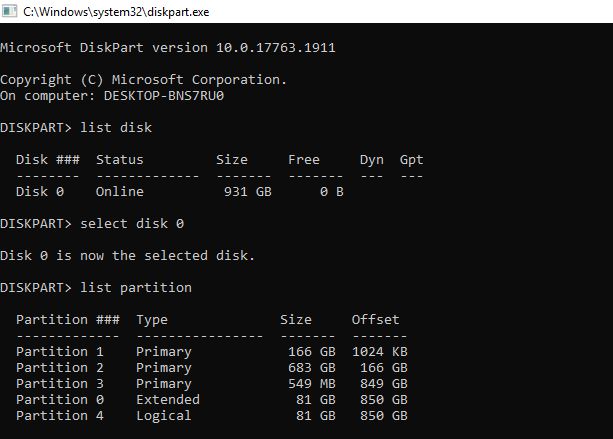 C:\Windows\system32\diskpart.exe
Microsoft DiskPart version 10.0.17763.1911
Copyright (C) Microsoft Corporation.
On computer: DESKTOP-BNS7RU0
DISKPART> list disk
  Disk ###  Status         Size     Free     Dyn  Gpt
  --------  -------------  -------  -------  ---  ---
  Disk 0    Online          931 GB      0 B
DISKPART> select disk 0
Disk 0 is now the selected disk.
DISKPART> list partition
  Partition ###  Type              Size     Offset
  -------------  ----------------  -------  -------
  Partition 1    Primary            166 GB  1024 KB
  Partition 2    Primary            683 GB   166 GB
  Partition 3    Primary            549 MB   849 GB
  Partition 0    Extended            81 GB   850 GB
  Partition 4    Logical             81 GB   850 GB